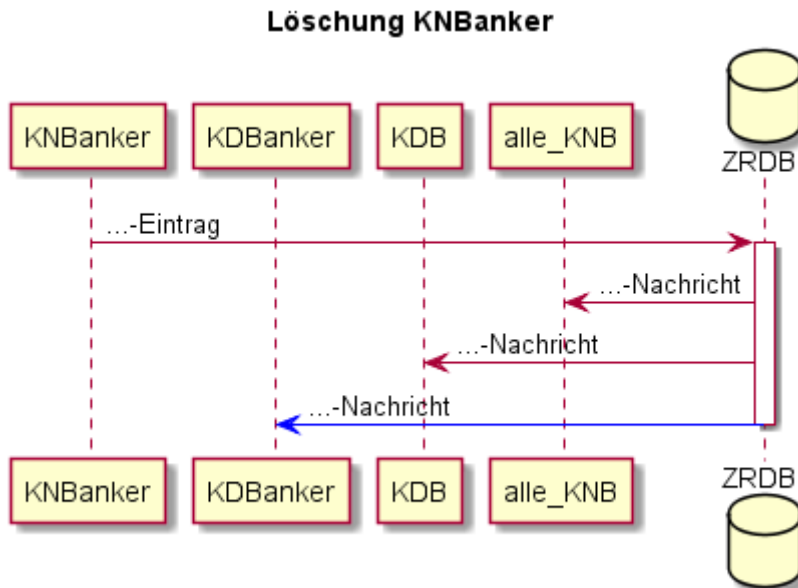 Löschung KNBanker
KNBanker
KDBanker
KDB
alle_KNB
ZRDB
...-Eintrag
...-Nachricht
...-Nachricht
...-Nachricht
KNBanker
KDBanker
KDB
alle_KNB
ZRDB